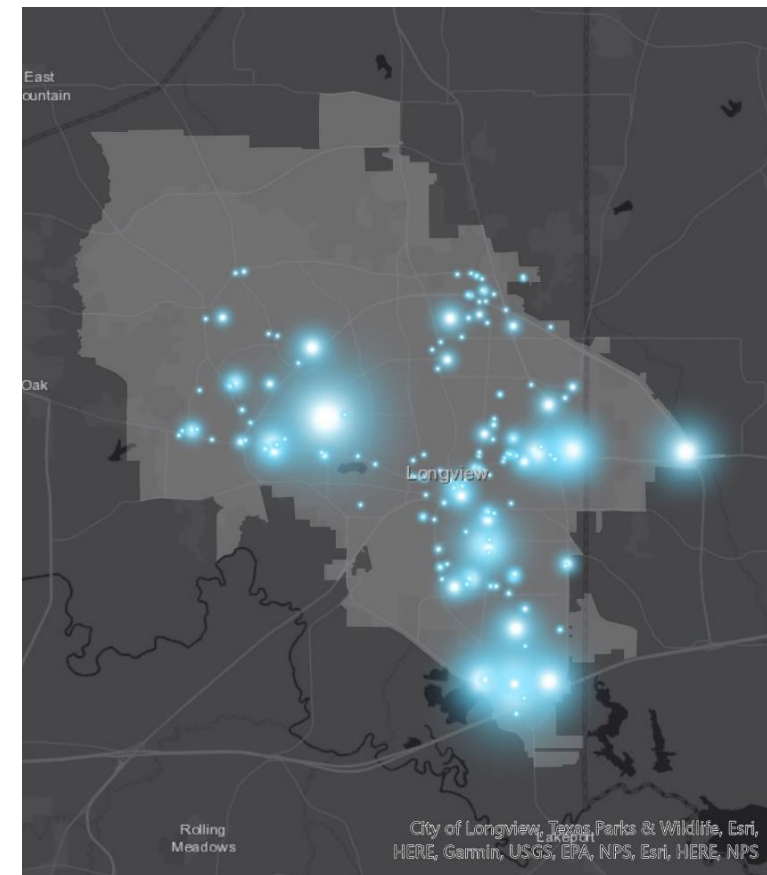 East
ountain
Oak
Longview
Rolling
Meadows
Lakeport
City of Longview, Texas Parks & Wildlife, Esri,
HERE, Garmin, USGS, EPA, NPS, Esri, HERE, NPS